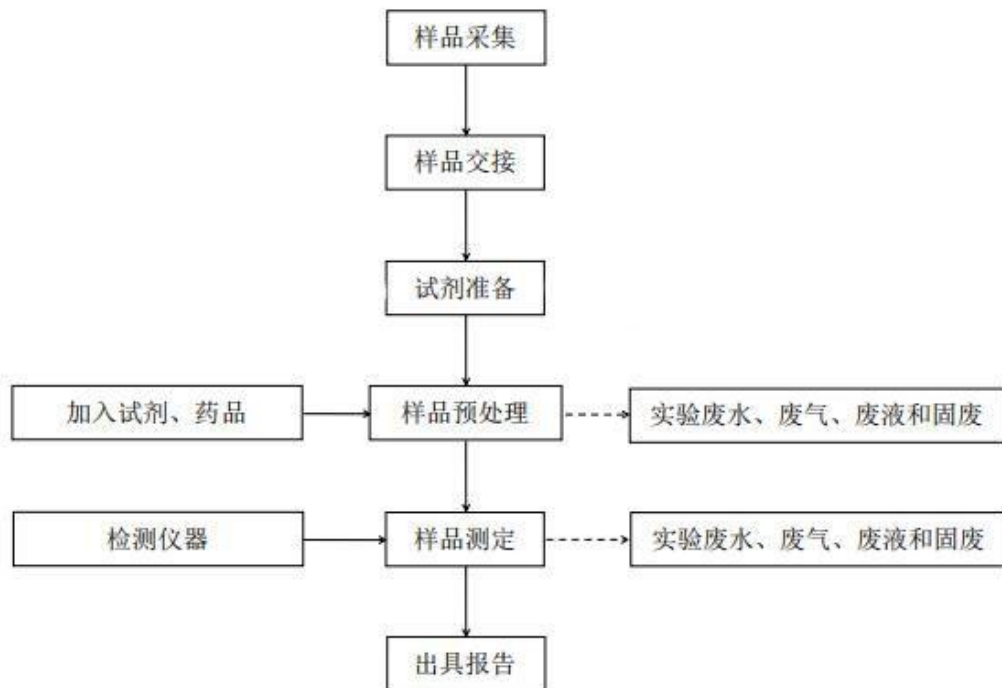 样品采集
样品交接
试剂准备
加入试剂、药品
样品预处理
实验废水、废气、废液和固废
检测仪器
样品测定
实验废水、废气、废液和固废
出具报告